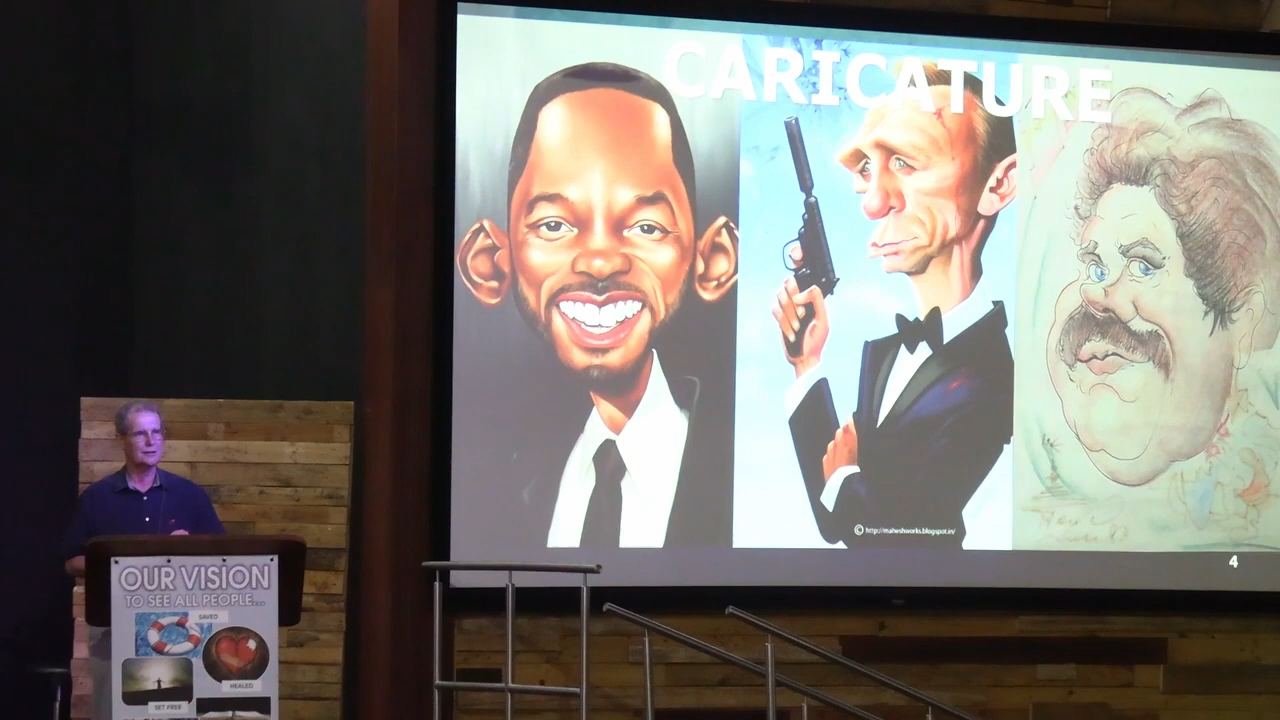 CARICATURE
© http://maheshworks.blogspot.in/
4
OUR VISION
TO SEE ALL PEOPLE...
SAVED
HEALED
SET FREE